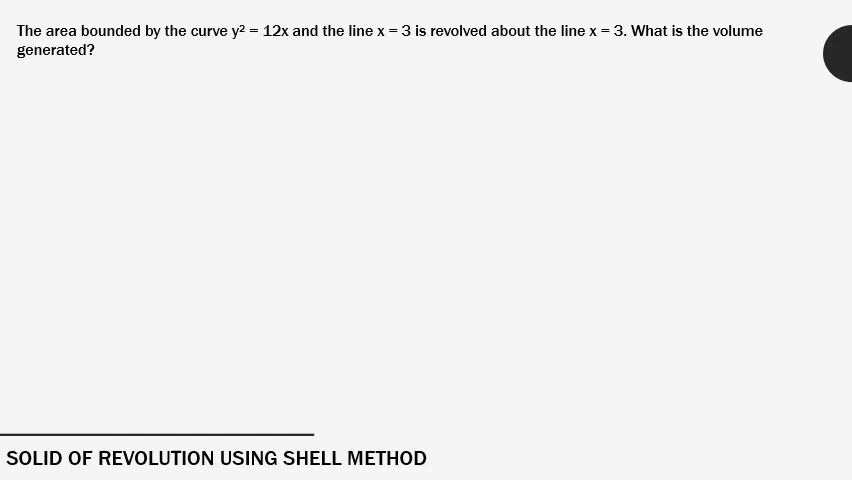 The area bounded by the curve y² = 12x and the line x = 3 is revolved about the line x = 3. What is the volume
generated?
SOLID OF REVOLUTION USING SHELL METHOD